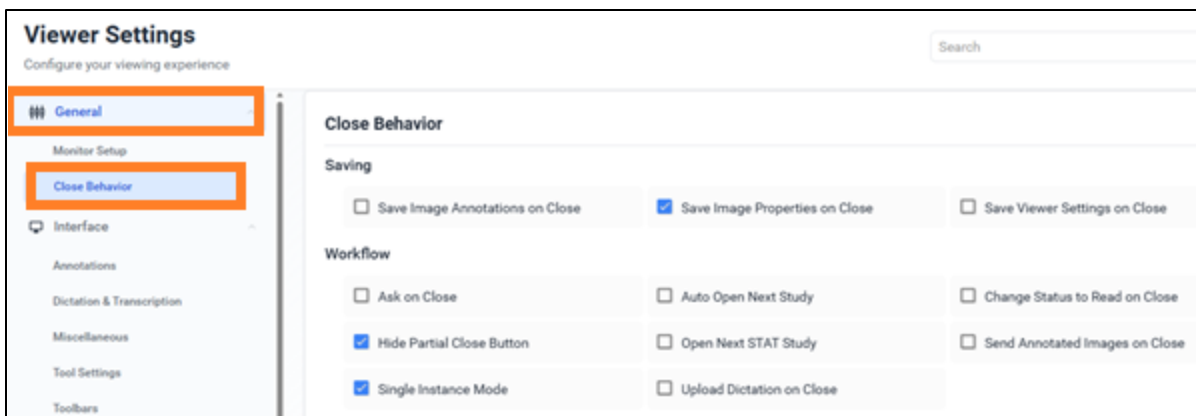 Viewer Settings
Configure your viewing experience
Search
General
Monitor Setup
Close Behavior
Interface
Annotations
Dictation & Transcription
Miscellaneous
Tool Settings
Toolbars
Close Behavior
Saving
Save Image Annotations on Close
Save Image Properties on Close
Save Viewer Settings on Close
Workflow
Ask on Close
Auto Open Next Study
Change Status to Read on Close
Hide Partial Close Button
Open Next STAT Study
Send Annotated Images on Close
Single Instance Mode
Upload Dictation on Close